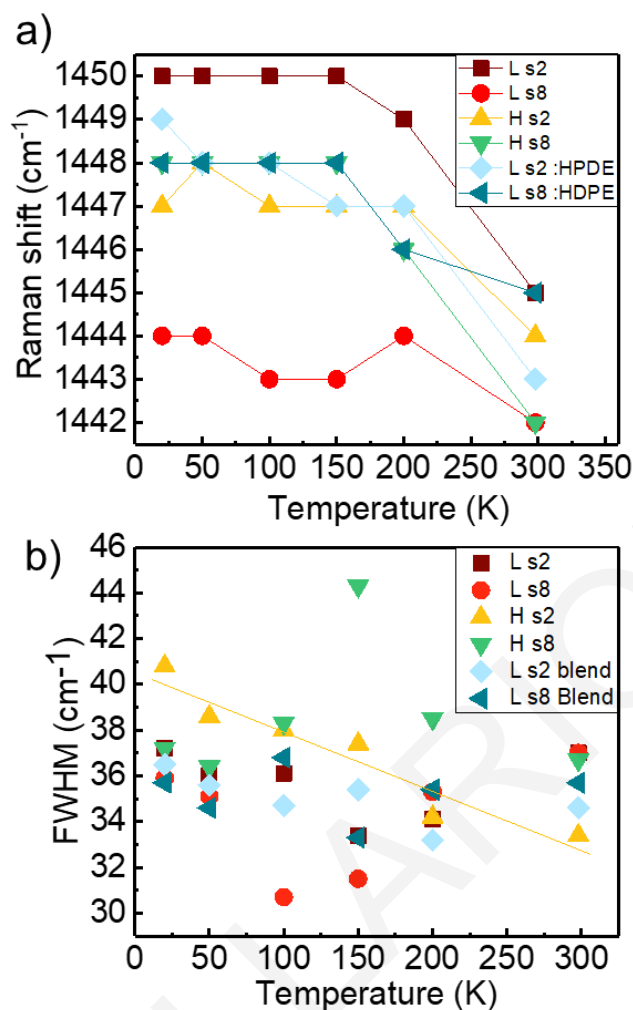 a)
Raman shift (cm-1)
1450
1449
1448
1447
1446
1445
1444
1443
1442
L s2
L s8
H s2
H s8
L s2 :HPDE
L s8 :HDPE
0 50 100 150 200 250 300 350
Temperature (K)
b)
FWHM (cm-1)
46
44
42
40
38
36
34
32
30
L s2
L s8
H s2
H s8
L s2 blend
L s8 Blend
0 50 100 150 200 250 300
Temperature (K)
LLARIO